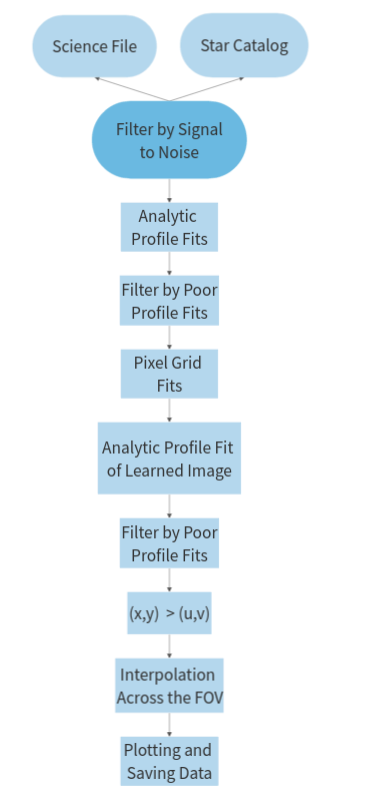 Science File
Star Catalog
Filter by Signal
to Noise
Analytic
Profile Fits
Filter by Poor
Profile Fits
Pixel Grid
Fits
Analytic Profile Fit
of Learned Image
Filter by Poor
Profile Fits
(x,y) > (u,v)
Interpolation
Across the FOV
Plotting and
Saving Data